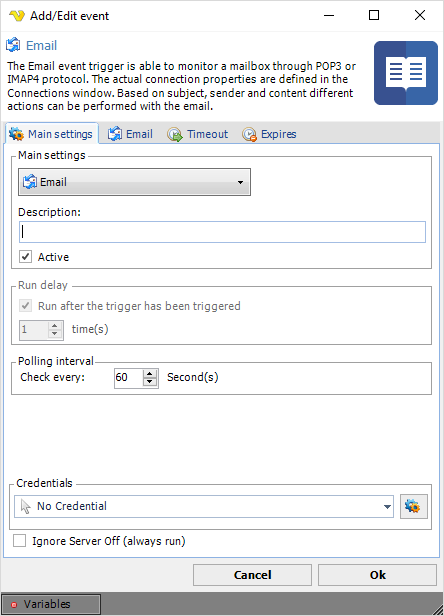 Add/Edit event
Email
The Email event trigger is able to monitor a mailbox through POP3 or
IMAP4 protocol. The actual connection properties are defined in the
Connections window. Based on subject, sender and content different
actions can be performed with the email.
Main settings Email Timeout Expires
Main settings
Email
Description:
Active
Run delay
Run after the trigger has been triggered
1 time(s)
Polling interval
Check every: 60 Second(s)
Credentials
No Credential
Ignore Server Off (always run)
Cancel Ok
Variables